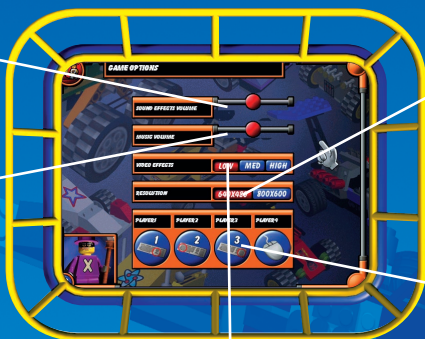 GAME OPTIONS
SOUND EFFECTS VOLUME
MUSIC VOLUME
VIDEO EFFECTS LOW MED HIGH
RESOLUTION 640X480 800X600
PLAYER1 PLAYER2 PLAYER3 PLAYER4
1 2 3